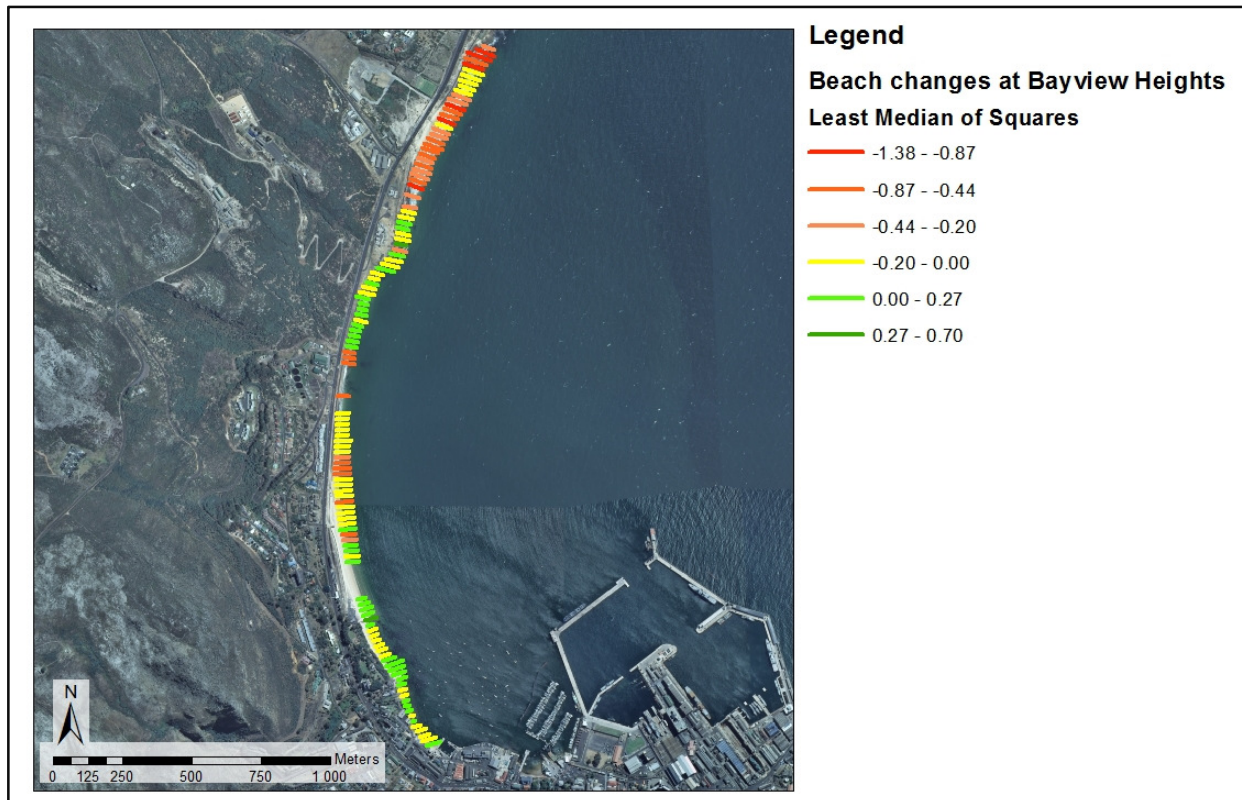 Legend
Beach changes at Bayview Heights
Least Median of Squares
-1.38 - -0.87
-0.87 - -0.44
-0.44 - -0.20
-0.20 - 0.00
0.00 - 0.27
0.27 - 0.70
N
Meters
0 125 250 500 750 1 000